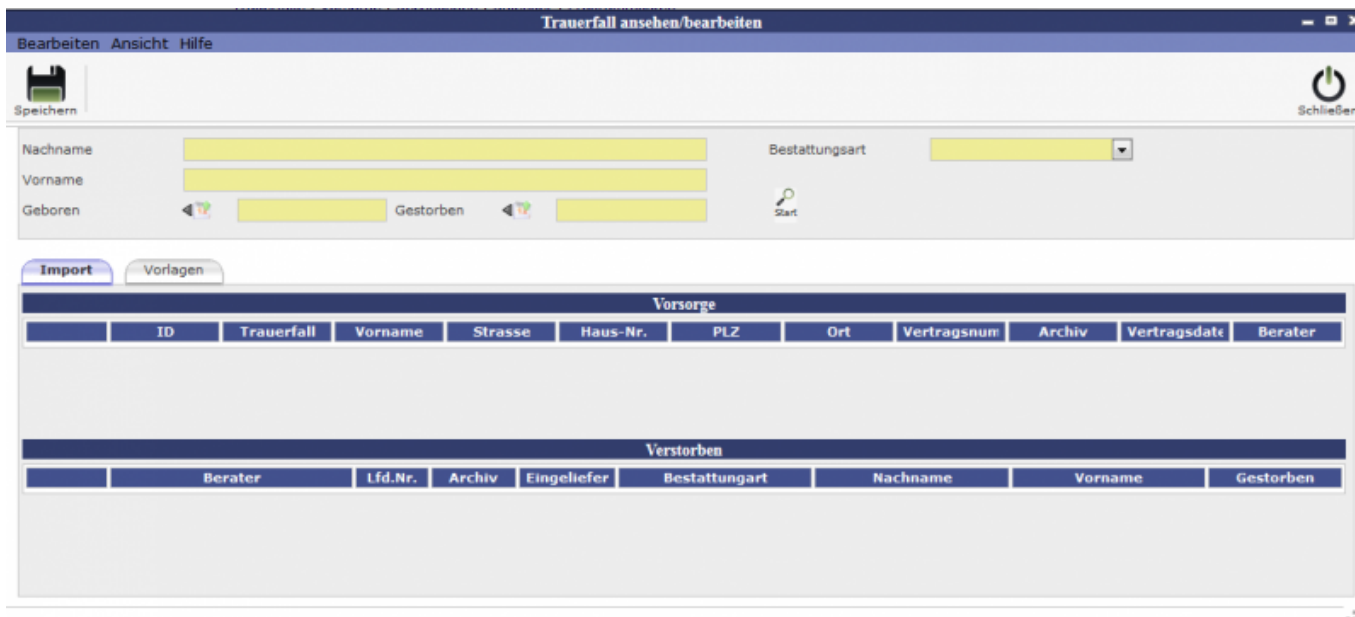 Trauerfall ansehen/bearbeiten
Bearbeiten Ansicht Hilfe
Speichern
Schließen
Nachname Bestattungsart
Vorname
Geboren Gestorben Start
Import Vorlagen
Vorsorge
ID Trauerfall Vorname Strasse Haus-Nr. PLZ Ort Vertragsnum Archiv Vertragsdate Berater
Verstorben
Berater Lfd.Nr. Archiv Eingeliefer Bestattungart Nachname Vorname Gestorben